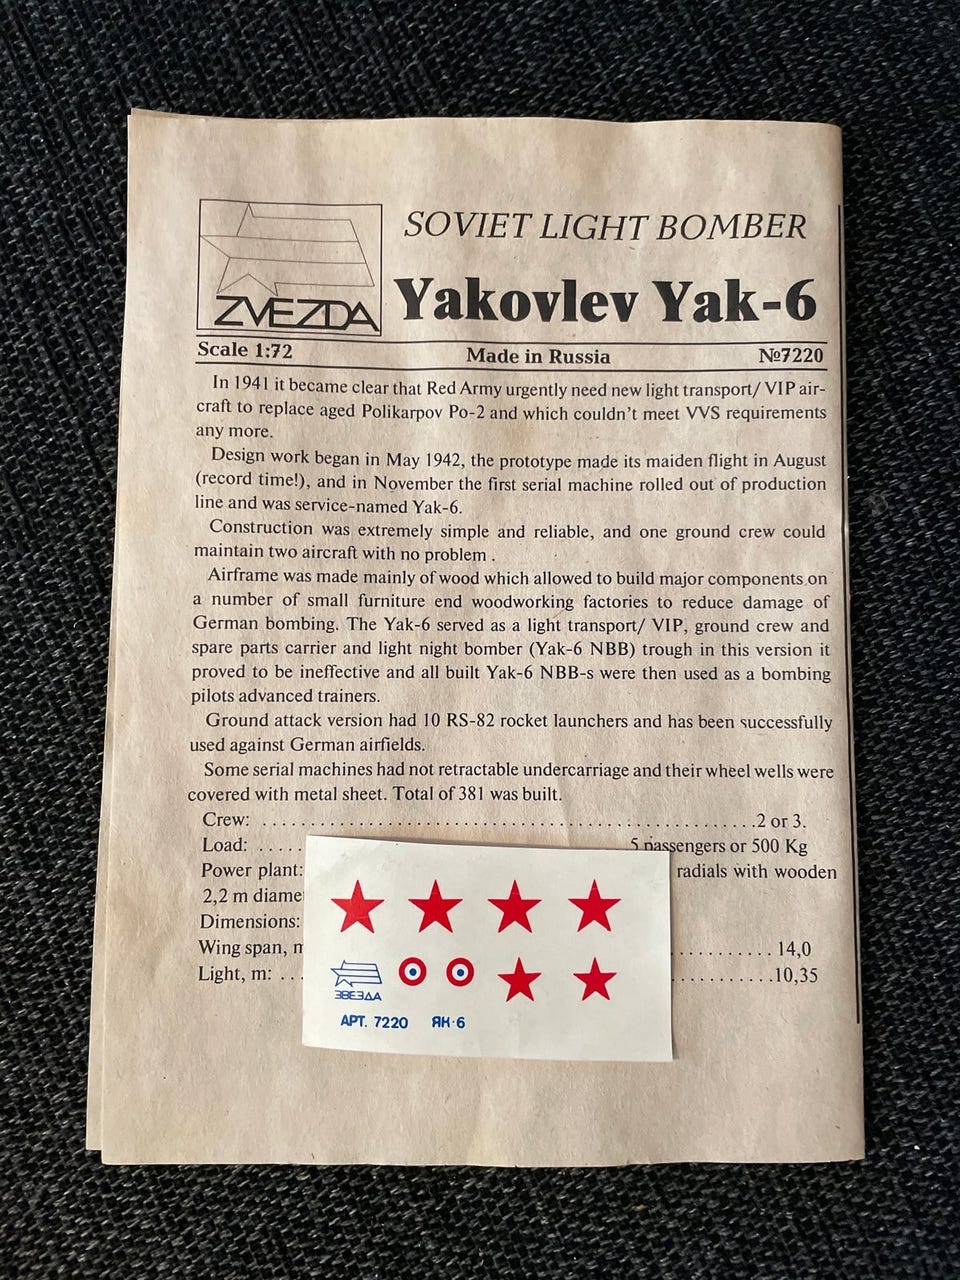 SOVIET LIGHT BOMBER
ZVEZDA
Yakovlev Yak-6
Scale 1:72 Made in Russia №7220
In 1941 it became clear that Red Army urgently need new light transport/ VIP air-
craft to replace aged Polikarpov Po-2 and which couldn't meet VVS requirements
any more.
Design work began in May 1942, the prototype made its maiden flight in August
(record time!), and in November the first serial machine rolled out of production
line and was service-named Yak-6.
Construction was extremely simple and reliable, and one ground crew could
maintain two aircraft with no problem .
Airframe was made mainly of wood which allowed to build major components on
a number of small furniture end woodworking factories to reduce damage of
German bombing. The Yak-6 served as a light transport/ VIP, ground crew and
spare parts carrier and light night bomber (Yak-6 NBB) trough in this version it
proved to be ineffective and all built Yak-6 NBB-s were then used as a bombing
pilots advanced trainers.
Ground attack version had 10 RS-82 rocket launchers and has been successfully
used against German airfields.
Some serial machines had not retractable undercarriage and their wheel wells were
covered with metal sheet. Total of 381 was built.
Crew: ........................................................2 or 3.
Load: ..... 5 passengers or 500 Kg
Power plant: radials with wooden
2,2 m diame
Dimensions:
Wing span, m .......... 14,0
Light, m: ... ..........10,35
ЗВЕЗДА
АРТ. 7220 ЯК-6